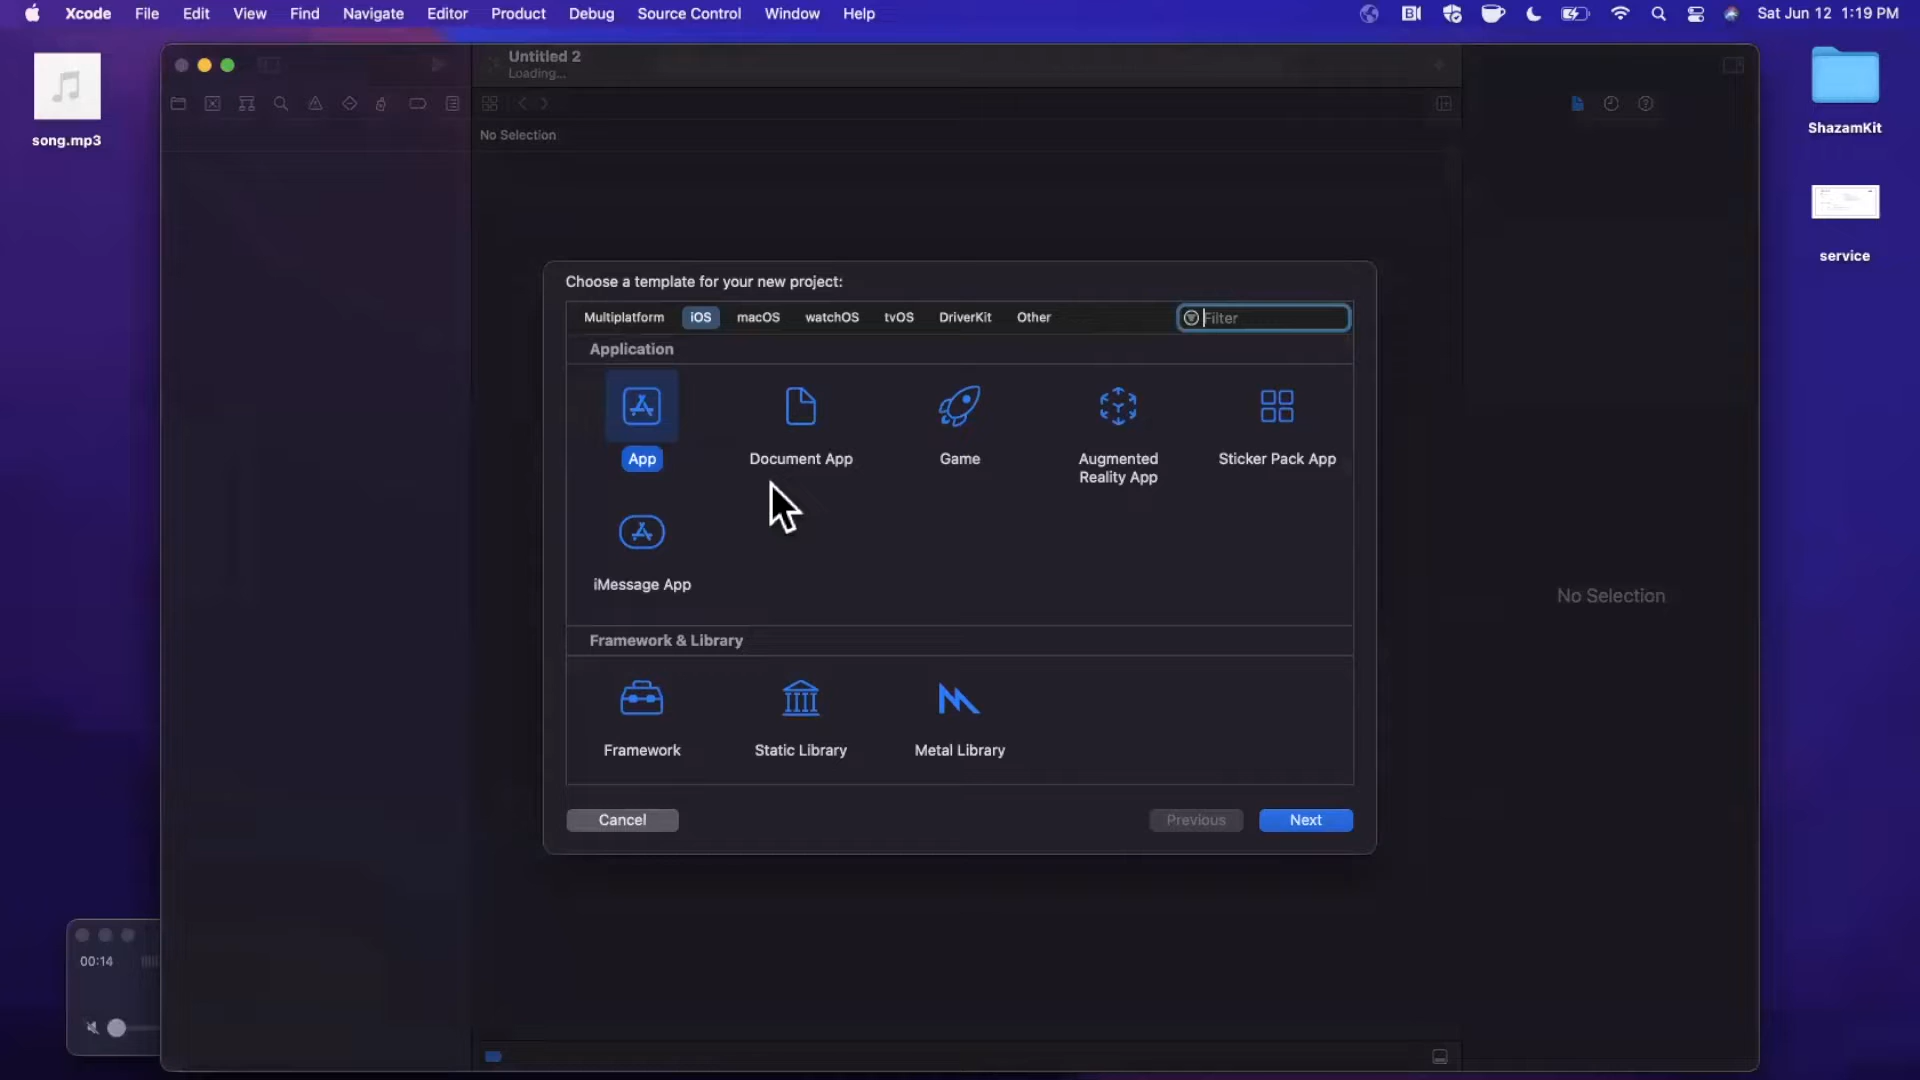 Xcode File Edit View Find Navigate Editor Product Debug Source Control Window Help Sat Jun 12 1:19 PM
Untitled 2
Loading...
No Selection
song.mp3
ShazamKit
service
Choose a template for your new project:
Multiplatform iOS macOS watchOS tvOS DriverKit Other Filter
Application
App Document App Game Augmented Reality App Sticker Pack App
iMessage App
Framework & Library
Framework Static Library Metal Library
Cancel Previous Next
No Selection
00:14